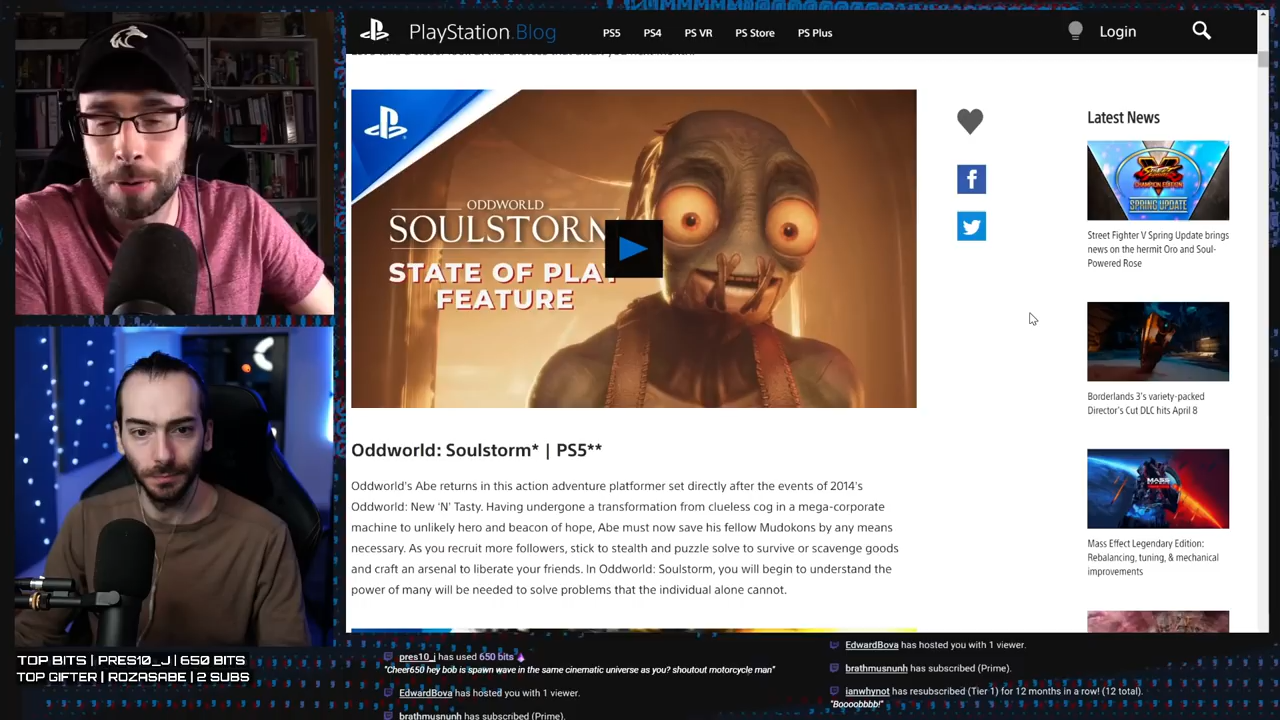 PlayStation.Blog
PS5
PS4
PS VR
PS Store
PS Plus
Login
ODDWORLD
SOULSTORM
STATE OF PLAY
FEATURE
Oddworld: Soulstorm* | PS5**
Oddworld's Abe returns in this action adventure platformer set directly after the events of 2014's
Oddworld: New 'N' Tasty. Having undergone a transformation from clueless cog in a mega-corporate
machine to unlikely hero and beacon of hope, Abe must now save his fellow Mudokons by any means
necessary. As you recruit more followers, stick to stealth and puzzle solve to survive or scavenge goods
and craft an arsenal to liberate your friends. In Oddworld: Soulstorm, you will begin to understand the
power of many will be needed to solve problems that the individual alone cannot.
Latest News
CHAMPION EDITION
SPRING UPDATE
Street Fighter V Spring Update brings
news on the hermit Oro and Soul-
Powered Rose
Borderlands 3's variety-packed
Director's Cut DLC hits April 8
MASS EFFECT
Mass Effect Legendary Edition:
Rebalancing, tuning, & mechanical
improvements
TOP BITS | PRES10_J | 650 BITS
TOP GIFTER | ROZASABE | 2 SUBS
pres10_j has used 650 bits
"Cheer650 hey bob is spawn wave in the same cinematic universe as you? shoutout motorcycle man"
EdwardBova has hosted you with 1 viewer.
brathmusnunh has subscribed (Prime).
EdwardBova has hosted you with 1 viewer.
brathmusnunh has subscribed (Prime).
ianwhynot has resubscribed (Tier 1) for 12 months in a row! (12 total).
"Boooobbbb!"